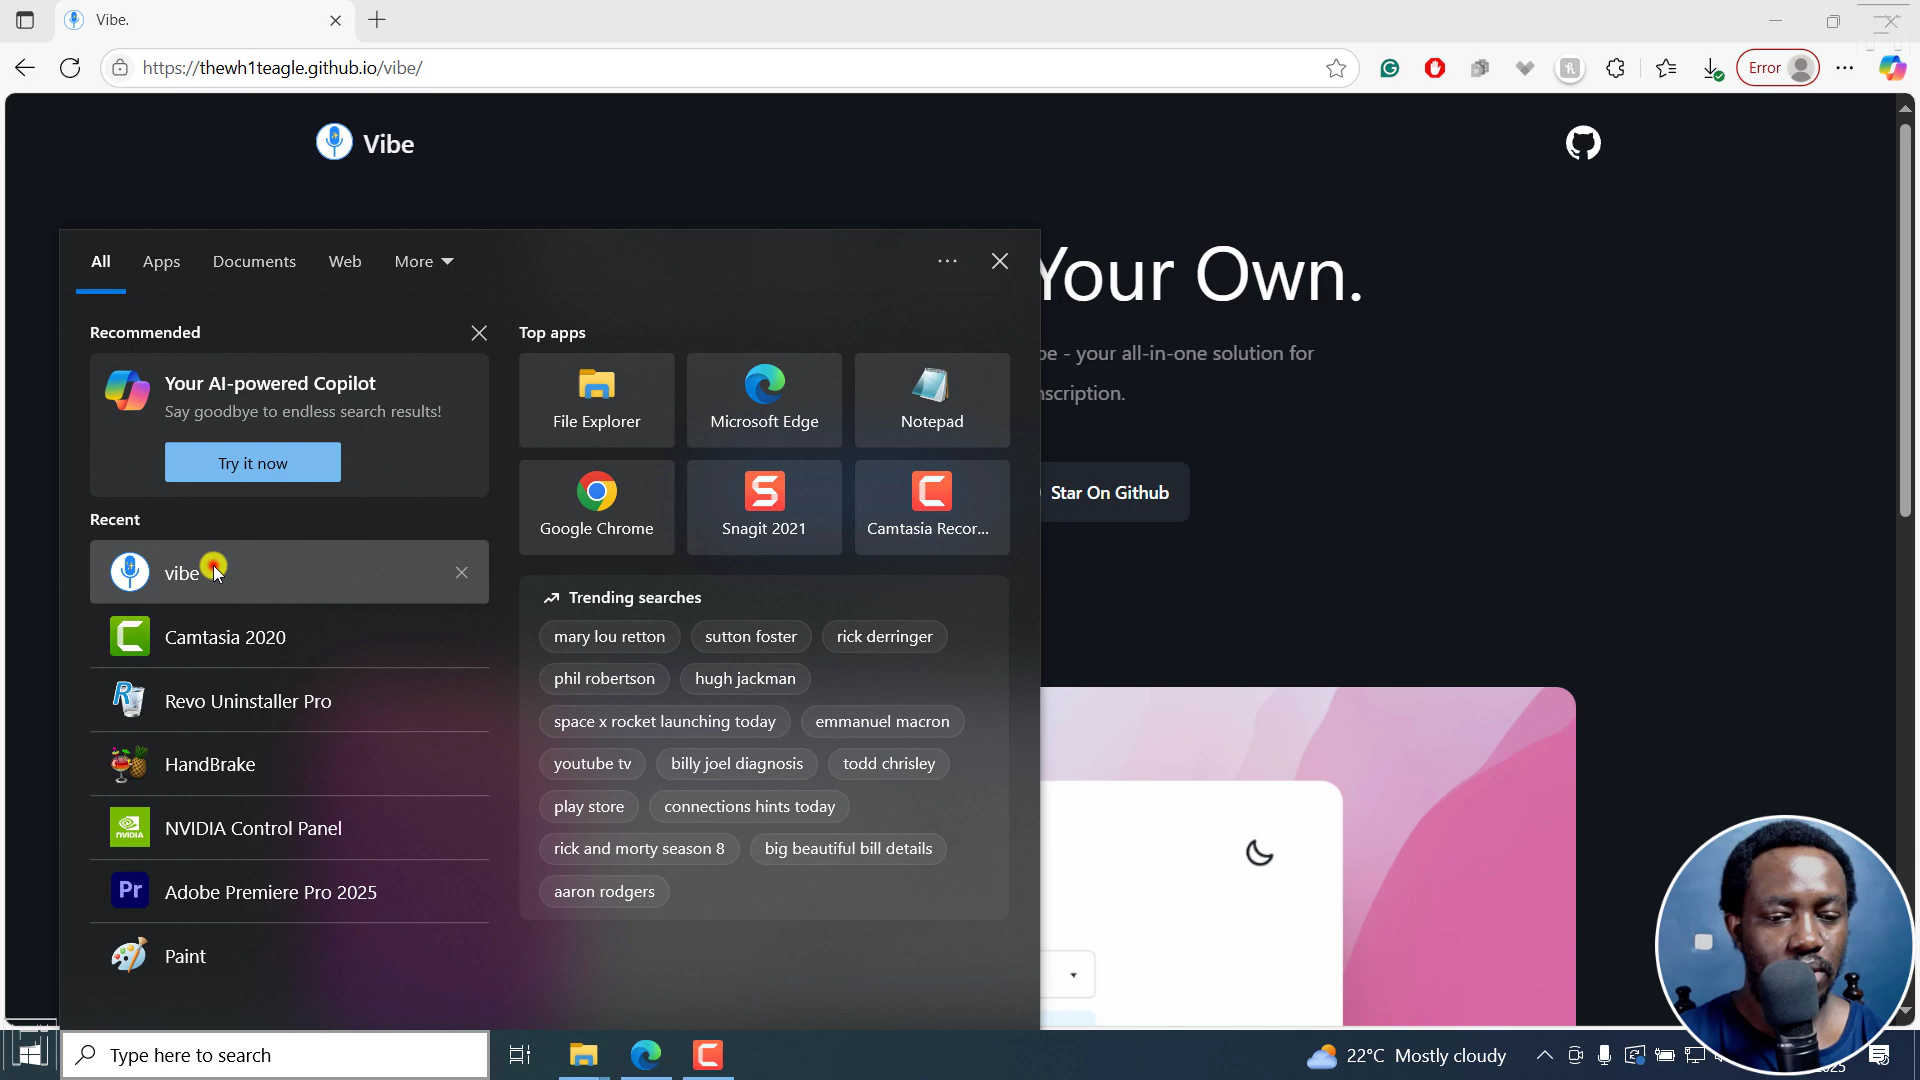 Vibe.
https://thewh1teagle.github.io/vibe/
Error
Vibe
Your Own.
be - your all-in-one solution for
nscription.
Star On Github
All
Apps
Documents
Web
More
Recommended
Your AI-powered Copilot
Say goodbye to endless search results!
Try it now
Recent
vibe
Camtasia 2020
Revo Uninstaller Pro
HandBrake
NVIDIA Control Panel
Pr
Adobe Premiere Pro 2025
Paint
Top apps
File Explorer
Microsoft Edge
Notepad
Google Chrome
Snagit 2021
Camtasia Recor...
Trending searches
mary lou retton
sutton foster
rick derringer
phil robertson
hugh jackman
space x rocket launching today
emmanuel macron
youtube tv
billy joel diagnosis
todd chrisley
play store
connections hints today
rick and morty season 8
big beautiful bill details
aaron rodgers
Type here to search
22°C Mostly cloudy